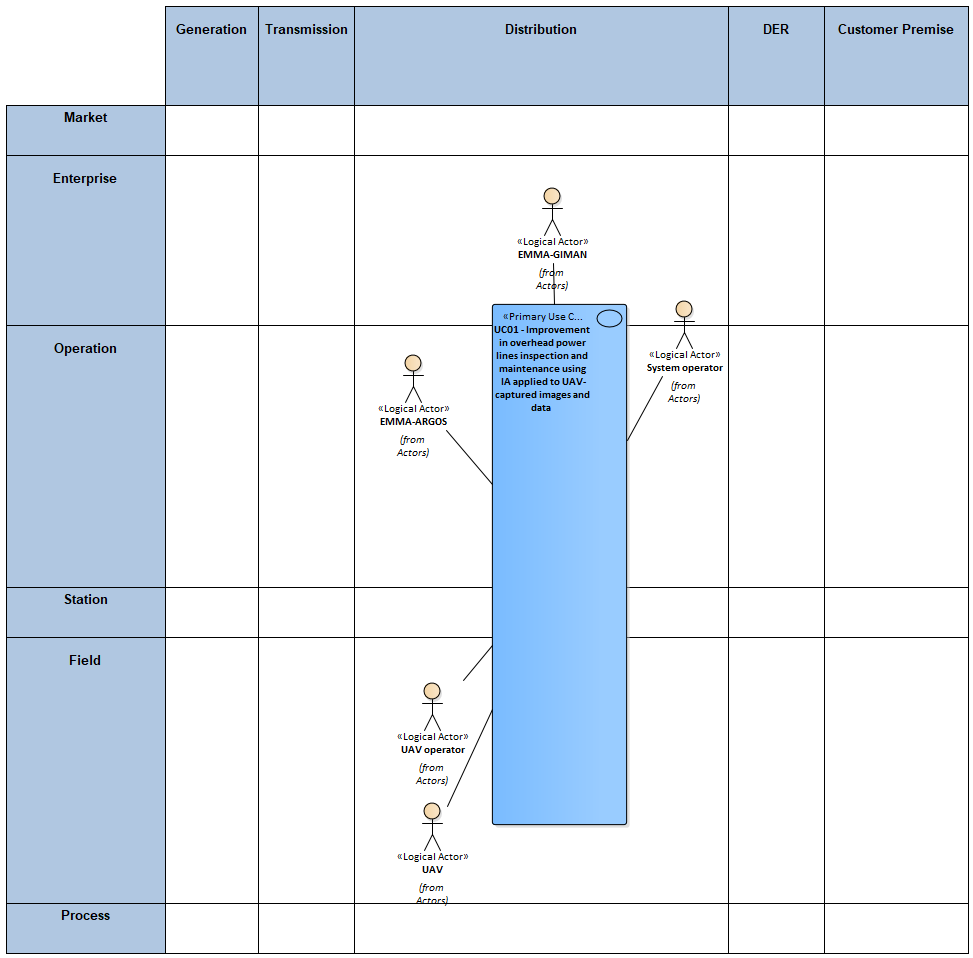 Generation
Transmission
Distribution
DER
Customer Premise
Market
Enterprise
«Logical Actor»
EMMA-GIMAN
(from
Actors)
«Primary Use C...
UC01 - Improvement
in overhead power
lines inspection and
maintenance using
IA applied to UAV-
captured images and
data
Operation
«Logical Actor»
System operator
(from
Actors)
«Logical Actor»
EMMA-ARGOS
(from
Actors)
Station
Field
«Logical Actor»
UAV operator
(from
Actors)
«Logical Actor»
UAV
(from
Actors)
Process